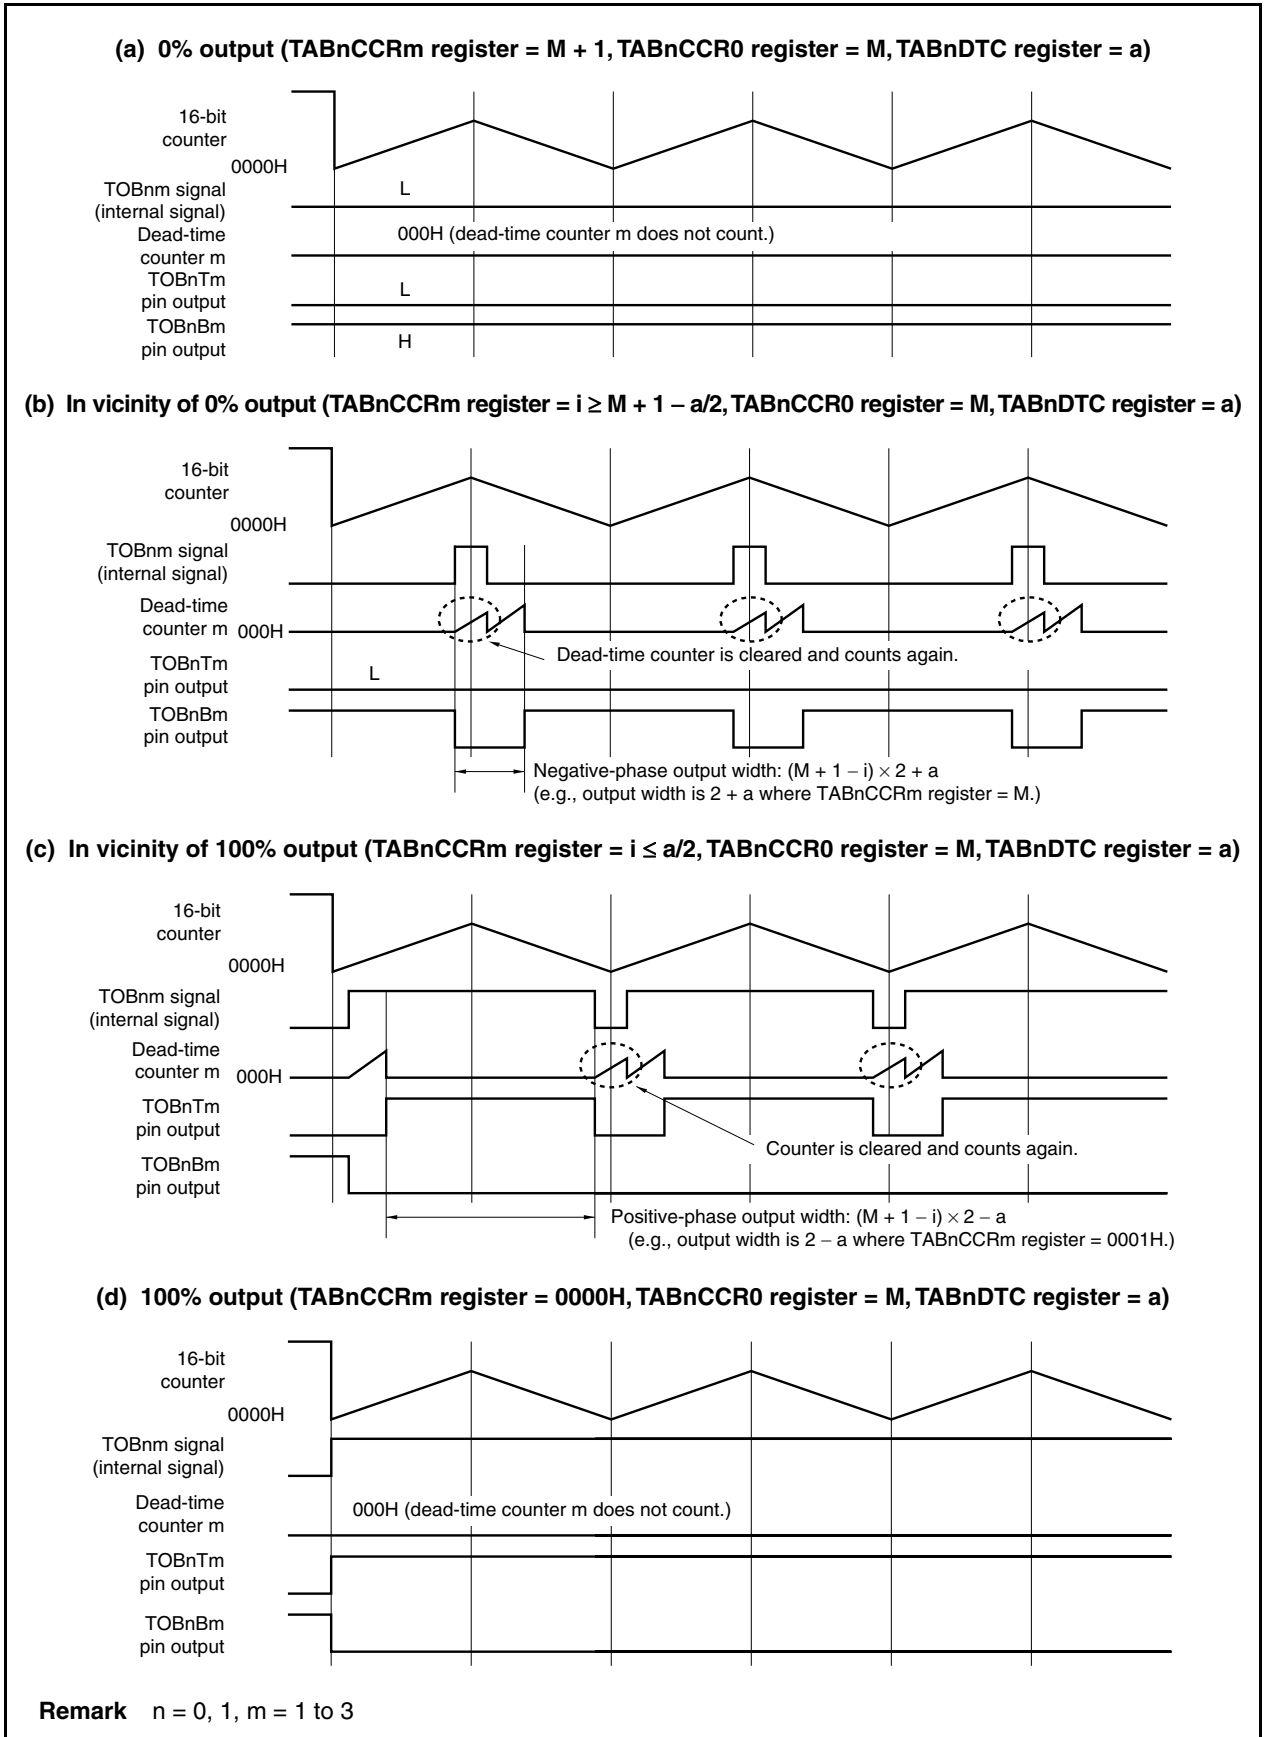 (a) 0% output (TABnCCRm register = M + 1, TABnCCR0 register = M, TABnDTC register = a)
16-bit
counter
0000H
TOBnm signal
(internal signal)
L
Dead-time
counter m
000H (dead-time counter m does not count.)
TOBnTm
pin output
L
TOBnBm
pin output
H
(b) In vicinity of 0% output (TABnCCRm register = i ≥ M + 1 – a/2, TABnCCR0 register = M, TABnDTC register = a)
16-bit
counter
0000H
TOBnm signal
(internal signal)
Dead-time
counter m
000H
Dead-time counter is cleared and counts again.
TOBnTm
pin output
L
TOBnBm
pin output
Negative-phase output width: (M + 1 – i) × 2 + a
(e.g., output width is 2 + a where TABnCCRm register = M.)
(c) In vicinity of 100% output (TABnCCRm register = i ≤ a/2, TABnCCR0 register = M, TABnDTC register = a)
16-bit
counter
0000H
TOBnm signal
(internal signal)
Dead-time
counter m
000H
TOBnTm
pin output
Counter is cleared and counts again.
TOBnBm
pin output
Positive-phase output width: (M + 1 – i) × 2 – a
(e.g., output width is 2 – a where TABnCCRm register = 0001H.)
(d) 100% output (TABnCCRm register = 0000H, TABnCCR0 register = M, TABnDTC register = a)
16-bit
counter
0000H
TOBnm signal
(internal signal)
Dead-time
counter m
000H (dead-time counter m does not count.)
TOBnTm
pin output
TOBnBm
pin output
Remark n = 0, 1, m = 1 to 3